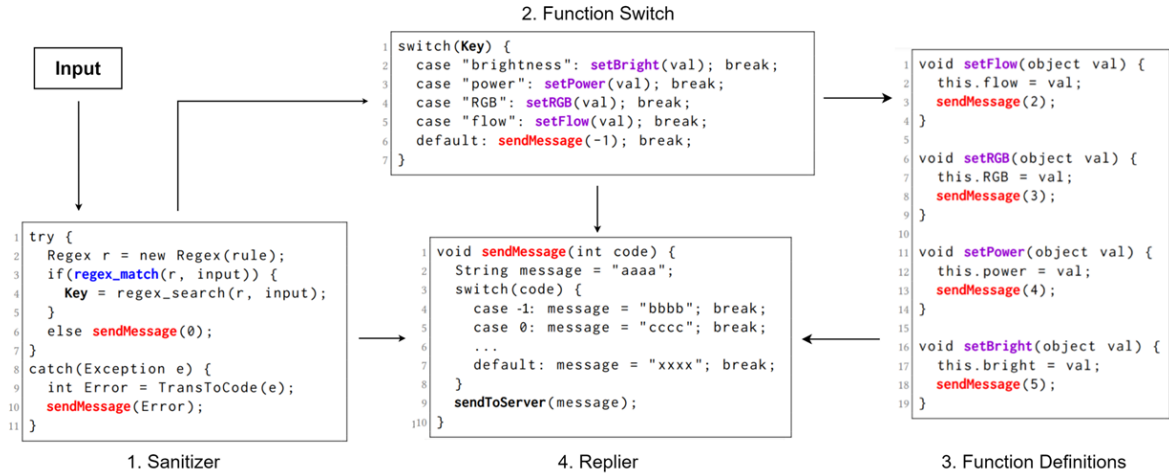 2. Function Switch
Input
1 switch(Key) {
2 case "brightness": setBright(val); break;
3 case "power": setPower(val); break;
4 case "RGB": setRGB(val); break;
5 case "flow": setFlow(val); break;
6 default: sendMessage(-1); break;
7 }
1 void setFlow(object val) {
2 this.flow = val;
3 sendMessage(2);
4 }
5
6 void setRGB(object val) {
7 this.RGB = val;
8 sendMessage(3);
9 }
10
11 void setPower(object val) {
12 this.power = val;
13 sendMessage(4);
14 }
15
16 void setBright(object val) {
17 this.bright = val;
18 sendMessage(5);
19 }
1 try {
2 Regex r = new Regex(rule);
3 if(regex_match(r, input)) {
4 Key = regex_search(r, input);
5 }
6 else sendMessage(0);
7 }
8 catch(Exception e) {
9 int Error = TransToCode(e);
10 sendMessage(Error);
11 }
1 void sendMessage(int code) {
2 String message = "aaaa";
3 switch(code) {
4 case -1: message = "bbbb"; break;
5 case 0: message = "cccc"; break;
6 ...
7 default: message = "xxxx"; break;
8 }
9 sendToServer(message);
110 }
1. Sanitizer
4. Replier
3. Function Definitions